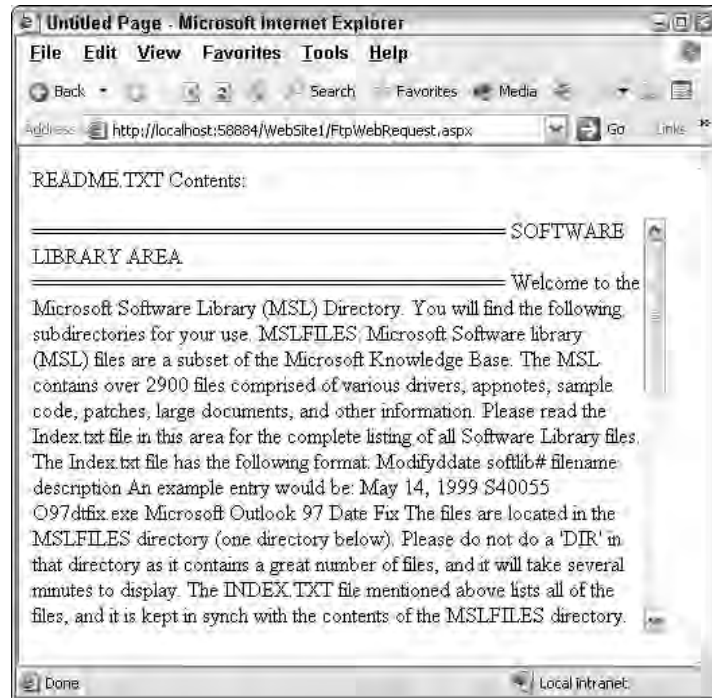 Untitled Page - Microsoft Internet Explorer
File Edit View Favorites Tools Help
Back Search Favorites Media
Address http://localhost:58884/WebSite1/FtpWebRequest.aspx Go Links »
README.TXT Contents:
================================================ SOFTWARE
LIBRARY AREA
================================================ Welcome to the
Microsoft Software Library (MSL) Directory. You will find the following
subdirectories for your use. MSLFILES: Microsoft Software library
(MSL) files are a subset of the Microsoft Knowledge Base. The MSL
contains over 2900 files comprised of various drivers, appnotes, sample
code, patches, large documents, and other information. Please read the
Index.txt file in this area for the complete listing of all Software Library files.
The Index.txt file has the following format: Modifyddate softlib# filename
description An example entry would be: May 14, 1999 S40055
O97dtfix.exe Microsoft Outlook 97 Date Fix The files are located in the
MSLFILES directory (one directory below). Please do not do a 'DIR' in
that directory as it contains a great number of files, and it will take several
minutes to display. The INDEX.TXT file mentioned above lists all of the
files, and it is kept in synch with the contents of the MSLFILES directory.
Done Local intranet